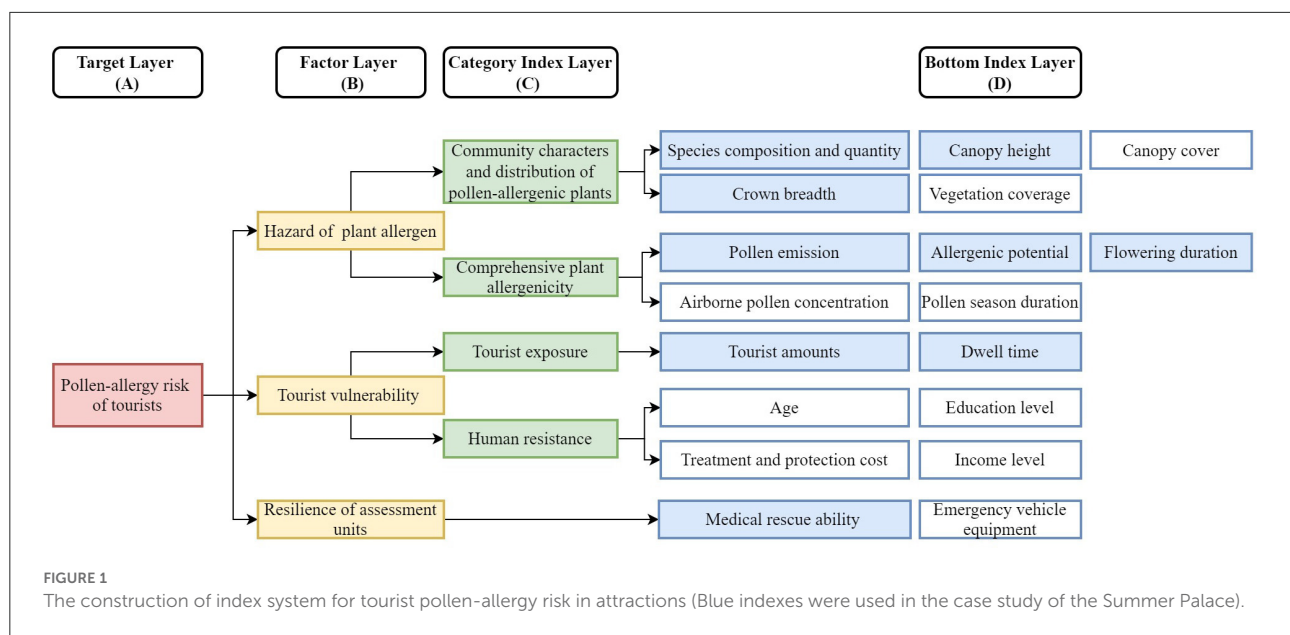 Target Layer
(A)
Factor Layer
(B)
Category Index Layer
(C)
Bottom Index Layer
(D)
Pollen-allergy risk
of tourists
Hazard of plant allergen
Tourist vulnerability
Resilience of assessment
units
Community characters
and distribution of
pollen-allergenic plants
Comprehensive plant
allergenicity
Tourist exposure
Human resistance
Species composition and quantity
Canopy height
Canopy cover
Crown breadth
Vegetation coverage
Pollen emission
Allergenic potential
Flowering duration
Airborne pollen concentration
Pollen season duration
Tourist amounts
Dwell time
Age
Education level
Treatment and protection cost
Income level
Medical rescue ability
Emergency vehicle
equipment
FIGURE 1
The construction of index system for tourist pollen-allergy risk in attractions (Blue indexes were used in the case study of the Summer Palace).